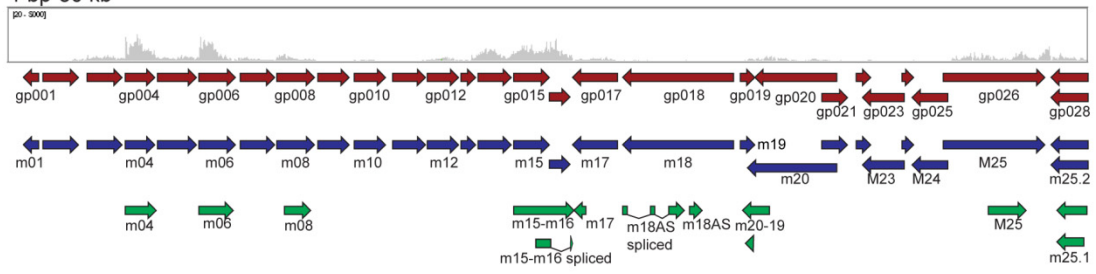 [20 - 5000]
gp001 gp004 gp006 gp008 gp010 gp012 gp015 gp017 gp018 gp019 gp020 gp021 gp023 gp025 gp026 gp028
m01 m04 m06 m08 m10 m12 m15 m17 m18 m19 m20 M23 M24 M25 m25.2
m04 m06 m08 m15-m16 m17 m18AS m18AS m20-19 M25
spliced
m15-m16 spliced m25.1